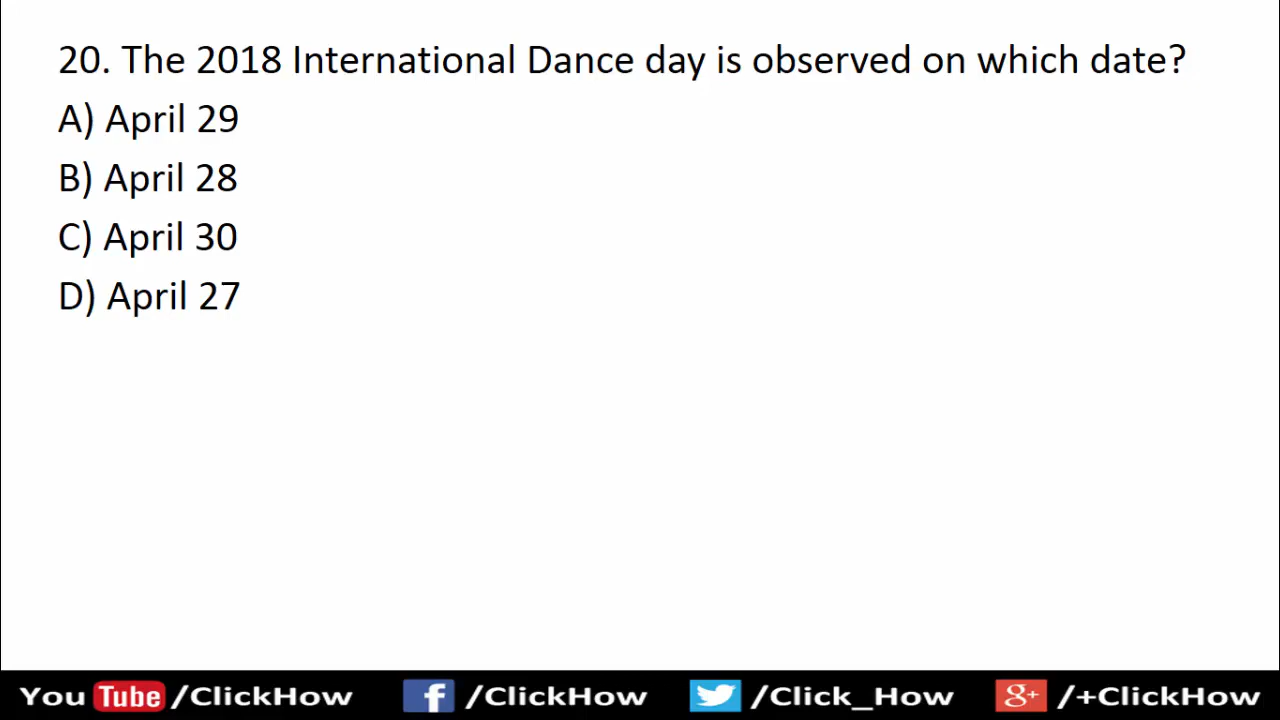 20. The 2018 International Dance day is observed on which date?
A) April 29
B) April 28
C) April 30
D) April 27
You Tube /ClickHow f /ClickHow /Click_How g+ /+ClickHow